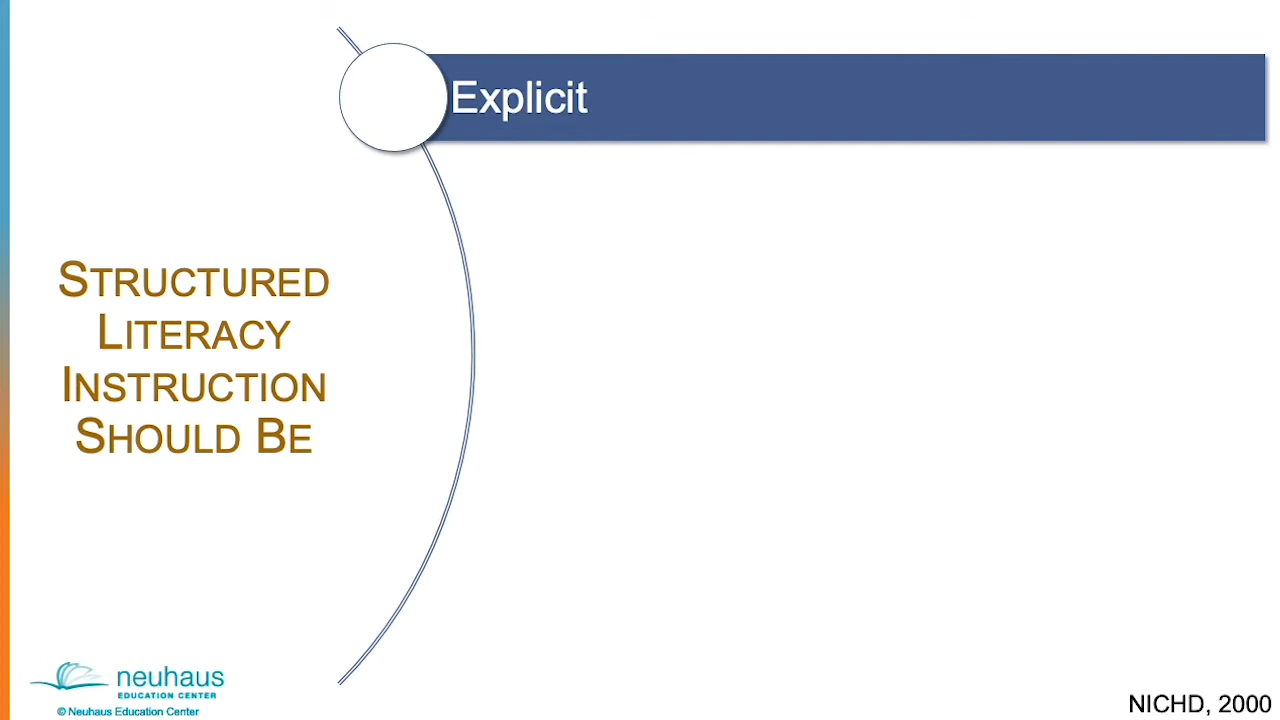 Explicit
STRUCTURED
LITERACY
INSTRUCTION
SHOULD BE
neuhaus
EDUCATION CENTER
© Neuhaus Education Center
NICHD, 2000